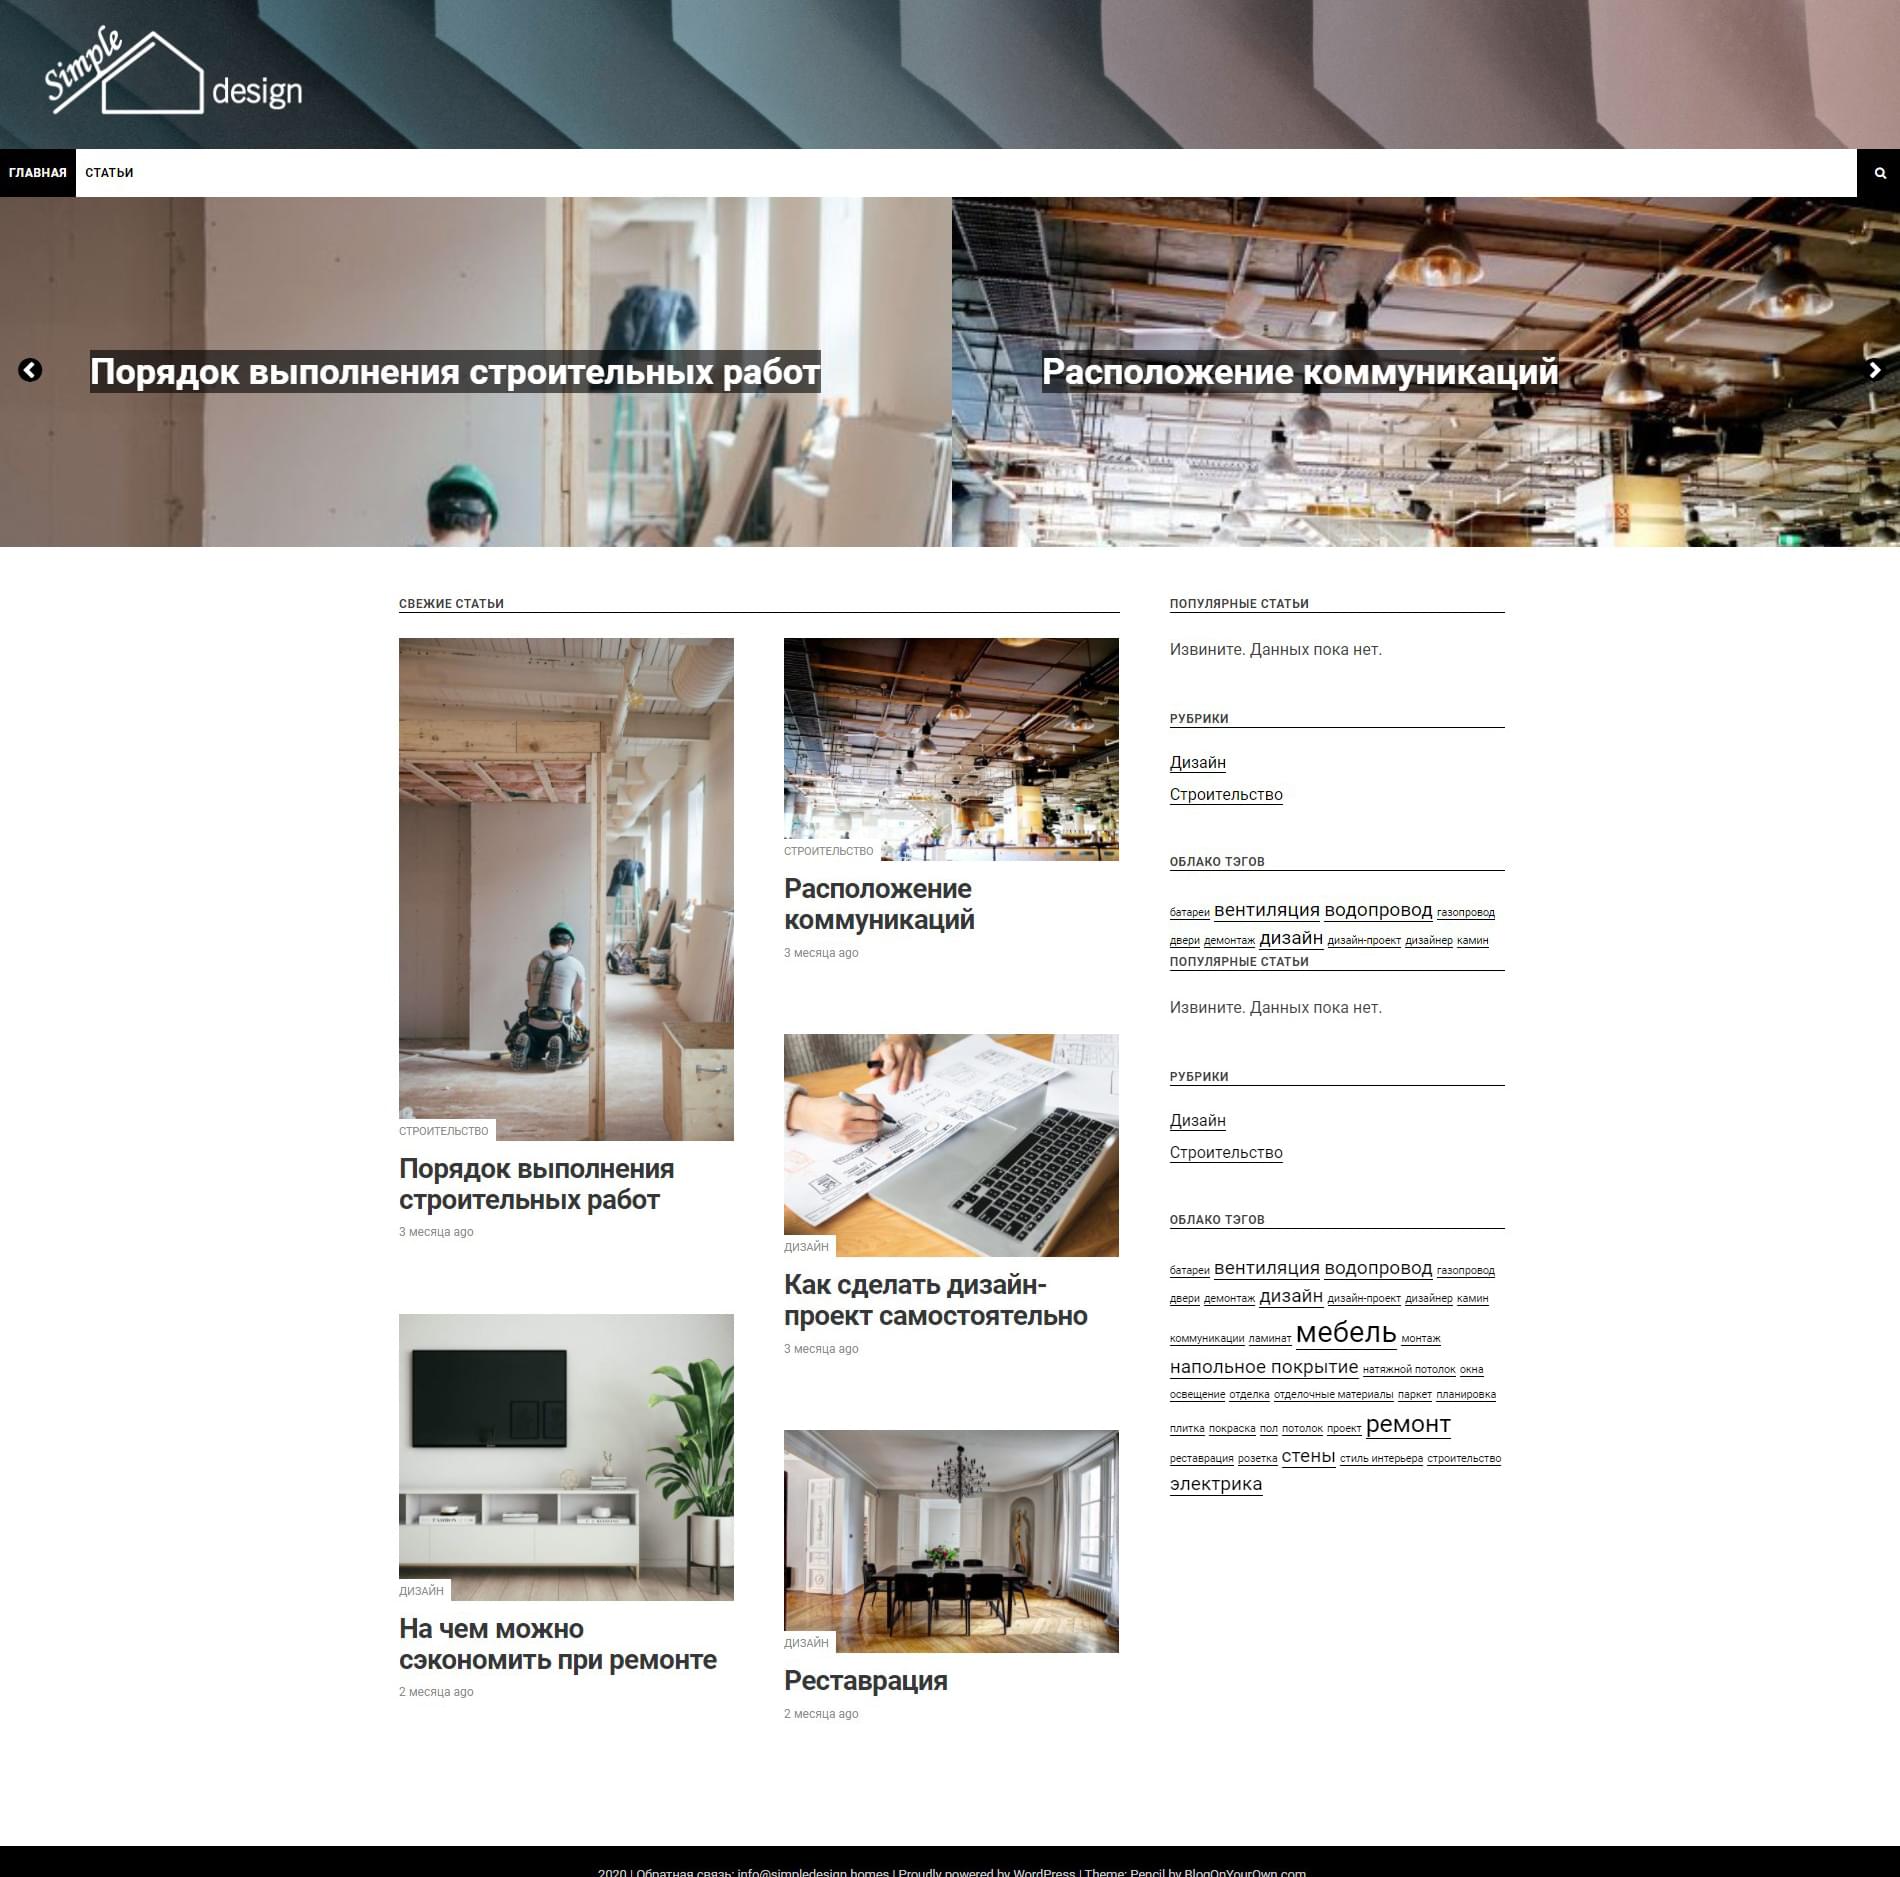 Simple
design
ГЛАВНАЯ
СТАТЬИ
Порядок выполнения строительных работ
Расположение коммуникаций
СВЕЖИЕ СТАТЬИ
СТРОИТЕЛЬСТВО
Порядок выполнения
строительных работ
3 месяца ago
ДИЗАЙН
На чем можно
сэкономить при ремонте
2 месяца ago
СТРОИТЕЛЬСТВО
Расположение
коммуникаций
3 месяца ago
ДИЗАЙН
Как сделать дизайн-
проект самостоятельно
3 месяца ago
ДИЗАЙН
Реставрация
2 месяца ago
ПОПУЛЯРНЫЕ СТАТЬИ
Извините. Данных пока нет.
РУБРИКИ
Дизайн
Строительство
ОБЛАКО ТЭГОВ
батареи вентиляция водопровод газопровод
двери демонтаж дизайн дизайн-проект дизайнер камин
ПОПУЛЯРНЫЕ СТАТЬИ
Извините. Данных пока нет.
РУБРИКИ
Дизайн
Строительство
ОБЛАКО ТЭГОВ
батареи вентиляция водопровод газопровод
двери демонтаж дизайн дизайн-проект дизайнер камин
коммуникации ламинат мебель монтаж
напольное покрытие натяжной потолок окна
освещение отделка отделочные материалы паркет планировка
плитка покраска пол потолок проект ремонт
реставрация розетка стены стиль интерьера строительство
электрика
2020 | Обратная связь: info@simpledesign.homes | Proudly powered by WordPress | Theme: Pencil by BlogOnYourOwn.com